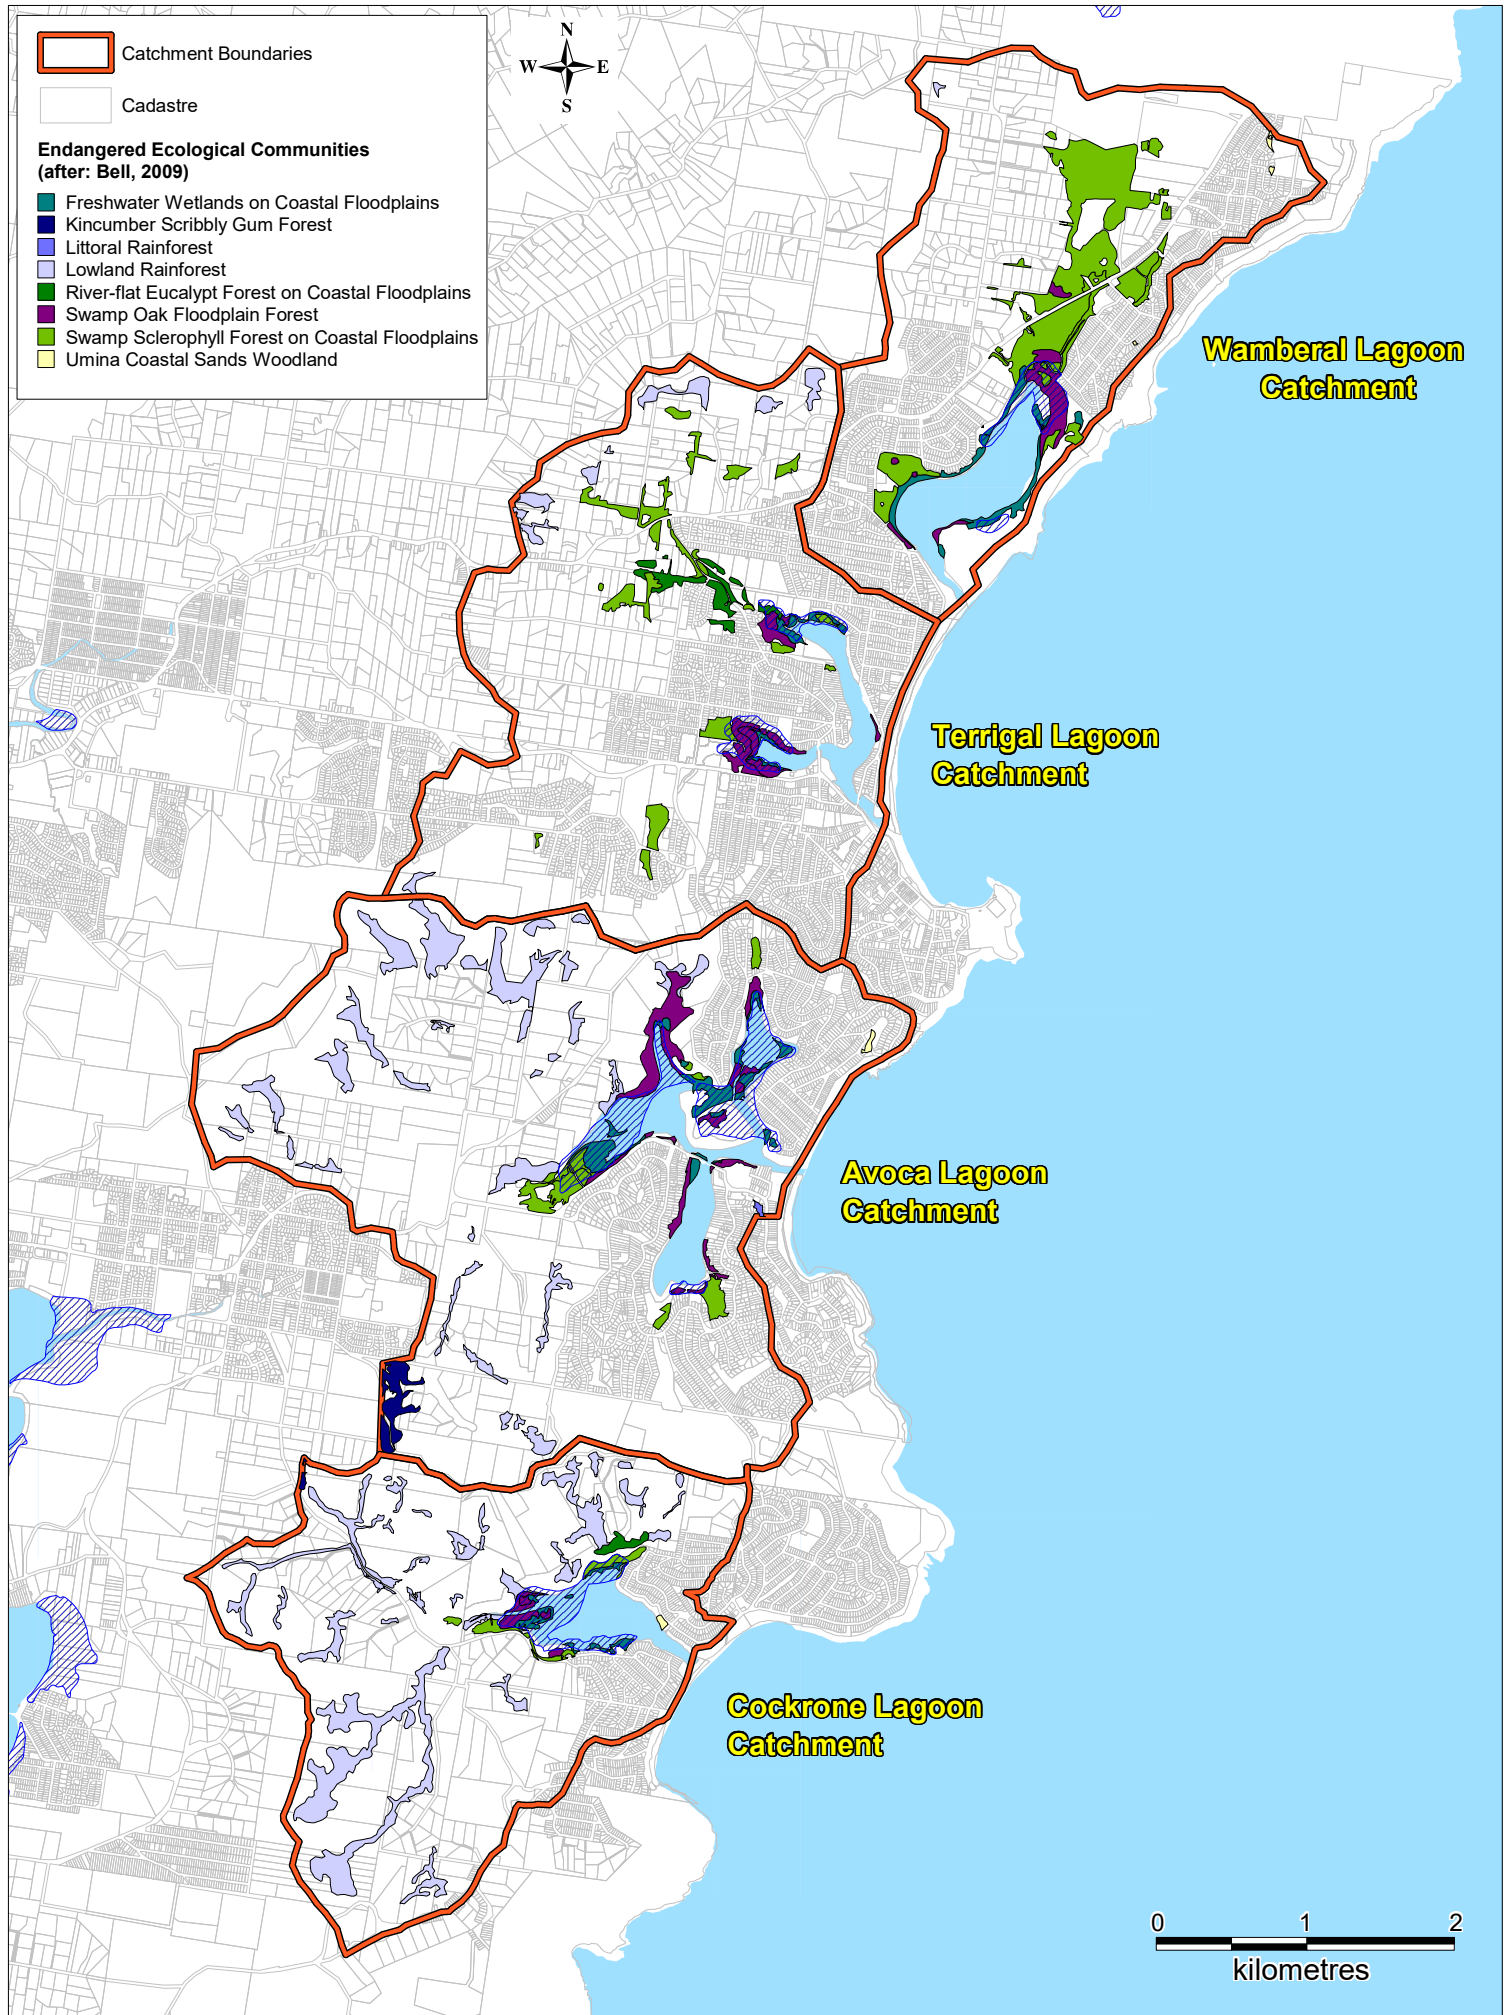 Catchment Boundaries
Cadastre
Endangered Ecological Communities
(after: Bell, 2009)
Freshwater Wetlands on Coastal Floodplains
Kincumber Scribbly Gum Forest
Littoral Rainforest
Lowland Rainforest
River-flat Eucalypt Forest on Coastal Floodplains
Swamp Oak Floodplain Forest
Swamp Sclerophyll Forest on Coastal Floodplains
Umina Coastal Sands Woodland
N
W E
S
Wamberal Lagoon
Catchment
Terrigal Lagoon
Catchment
Avoca Lagoon
Catchment
Cockrone Lagoon
Catchment
0 1 2
kilometres